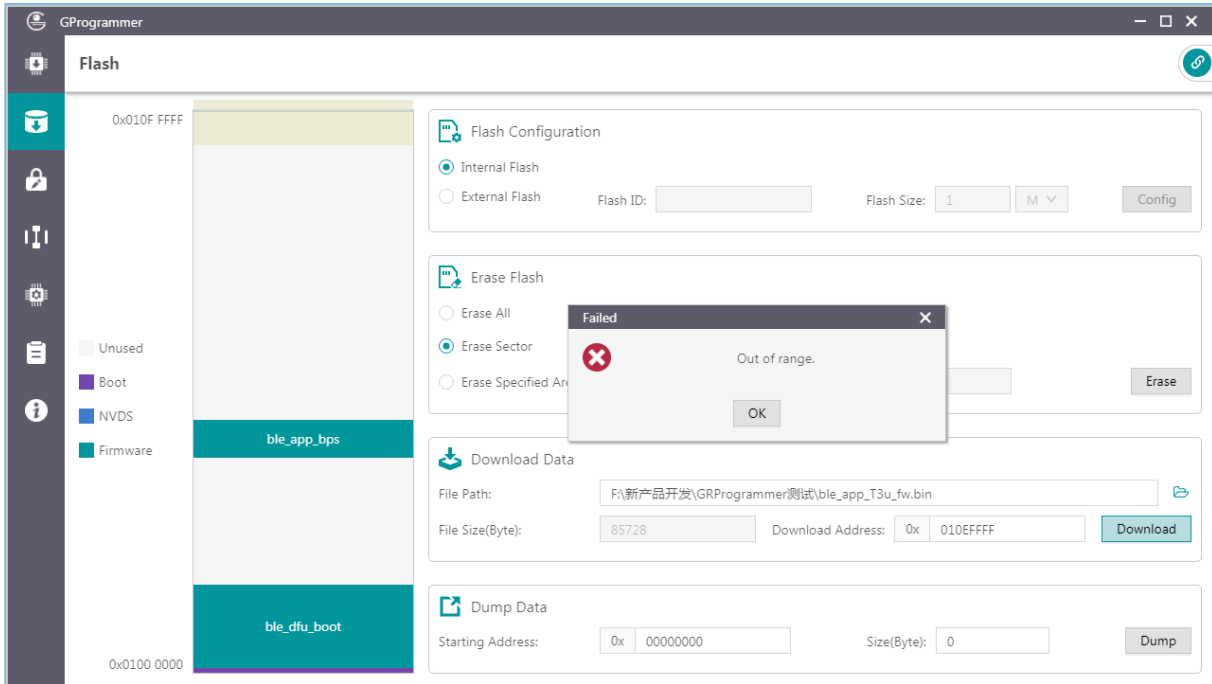 GProgrammer
Flash
0x010F FFFF
Unused
Boot
NVDS
Firmware
ble_app_bps
ble_dfu_boot
0x0100 0000
Flash Configuration
Internal Flash
External Flash Flash ID: Flash Size: 1 M Config
Erase Flash
Erase All
Erase Sector
Erase Specified Are
Erase
Failed
Out of range.
OK
Download Data
File Path: F:\新产品开发\GRProgrammer测试\ble_app_T3u_fw.bin
File Size(Byte): 85728 Download Address: 0x 010EFFFF Download
Dump Data
Starting Address: 0x 00000000 Size(Byte): 0 Dump